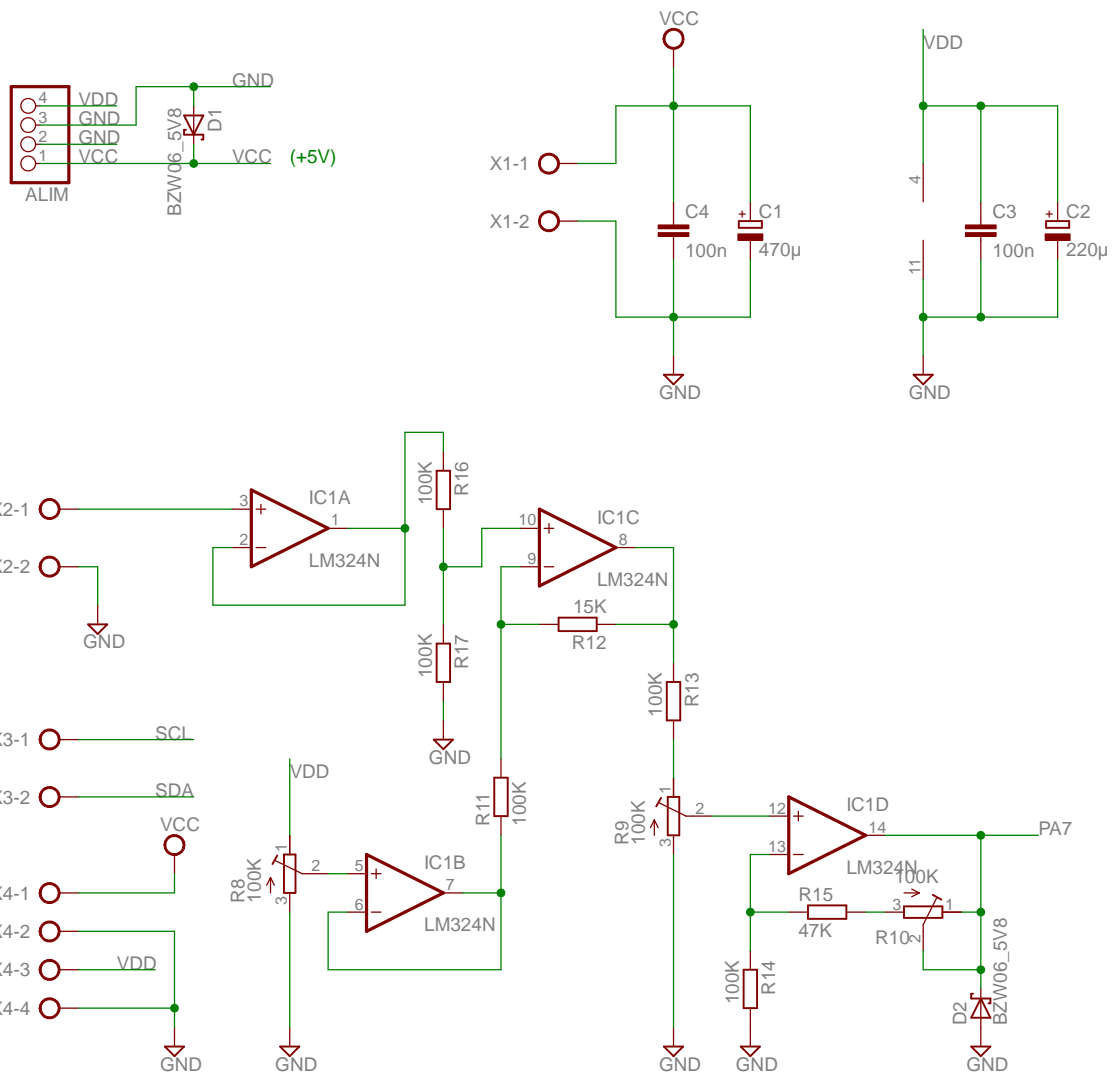 VCC
VDD
GND
4 VDD
3 GND
2 GND
1 VCC
ALIM
D1
BZW06_5V8
VCC (+5V)
X1-1
X1-2
+
C4
100n
C1
470µ
4
11
+
C3
100n
C2
220µ
GND
GND
X2-1
X2-2
GND
3 +
2 −
1
IC1A
LM324N
100K
R16
100K
R17
GND
10 +
9 −
8
IC1C
LM324N
15K
R12
100K
R13
X3-1 SCL
X3-2 SDA
VCC
X4-1
X4-2
X4-3 VDD
X4-4
GND
VDD
R8
100K
1
2
3
GND
5 +
6 −
7
IC1B
LM324N
R11
100K
R9
100K
1
2
3
GND
12 +
13 −
14
IC1D
LM324N
PA7
100K
R15
47K
3
1
R10
2
100K
R14
GND
D2
BZW06_5V8
GND